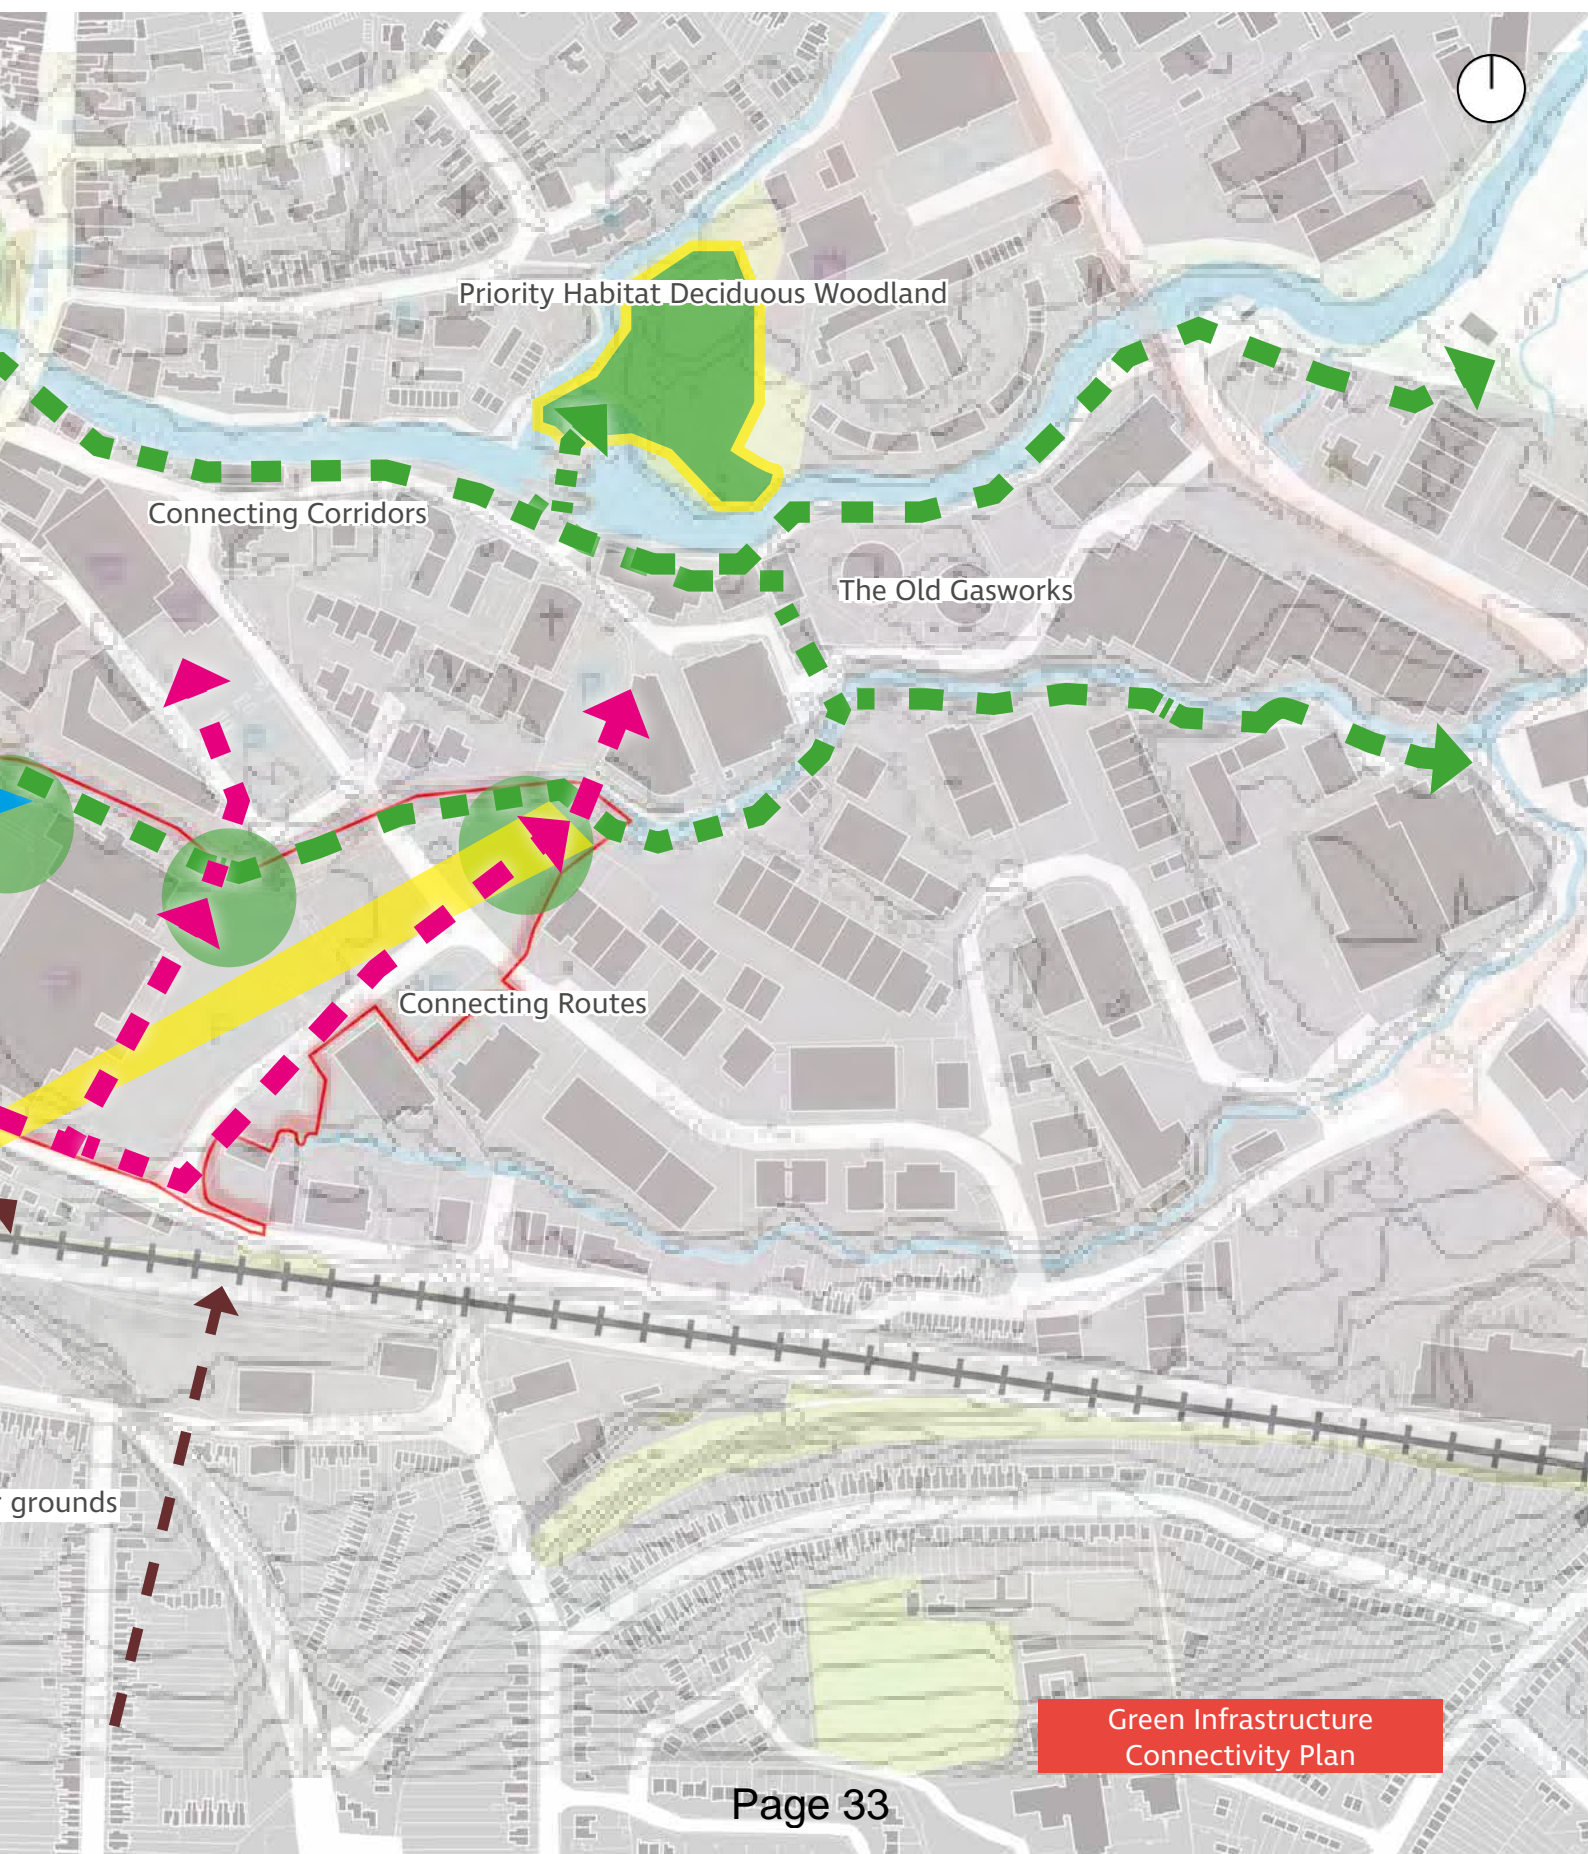 Priority Habitat Deciduous Woodland
Connecting Corridors
The Old Gasworks
Connecting Routes
grounds
Green Infrastructure
Connectivity Plan
Page 33